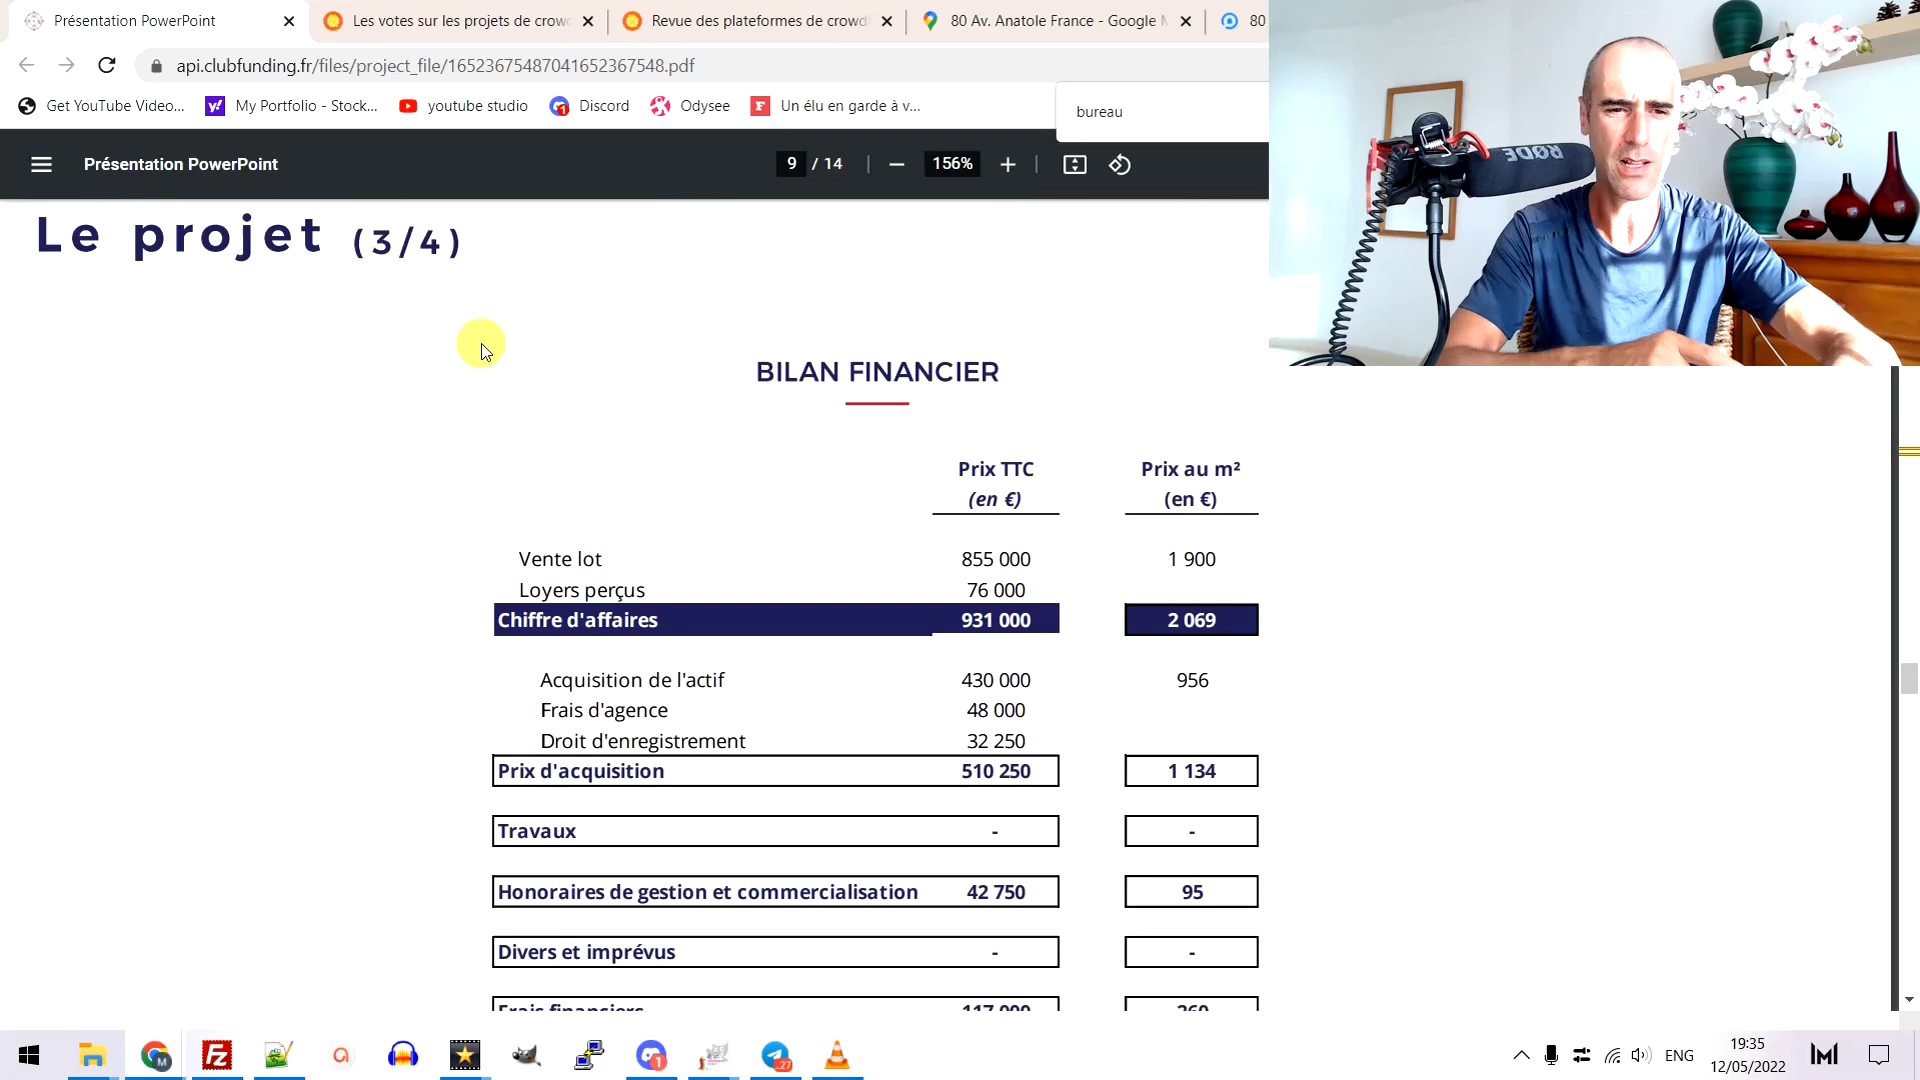 Présentation PowerPoint
Les votes sur les projets de crow
Revue des plateformes de crowd
80 Av. Anatole France - Google M
80
api.clubfunding.fr/files/project_file/16523675487041652367548.pdf
Get YouTube Video...
My Portfolio - Stock...
youtube studio
Discord
Odysee
Un élu en garde à v...
bureau
Présentation PowerPoint
9 / 14
156%
RØDE
Le projet (3/4)
BILAN FINANCIER
Prix TTC Prix au m²
(en €) (en €)
Vente lot 855 000 1 900
Loyers perçus 76 000
Chiffre d'affaires 931 000 2 069
Acquisition de l'actif 430 000 956
Frais d'agence 48 000
Droit d'enregistrement 32 250
Prix d'acquisition 510 250 1 134
Travaux - -
Honoraires de gestion et commercialisation 42 750 95
Divers et imprévus - -
Frais financiers 117 000 260
ENG
19:35
12/05/2022